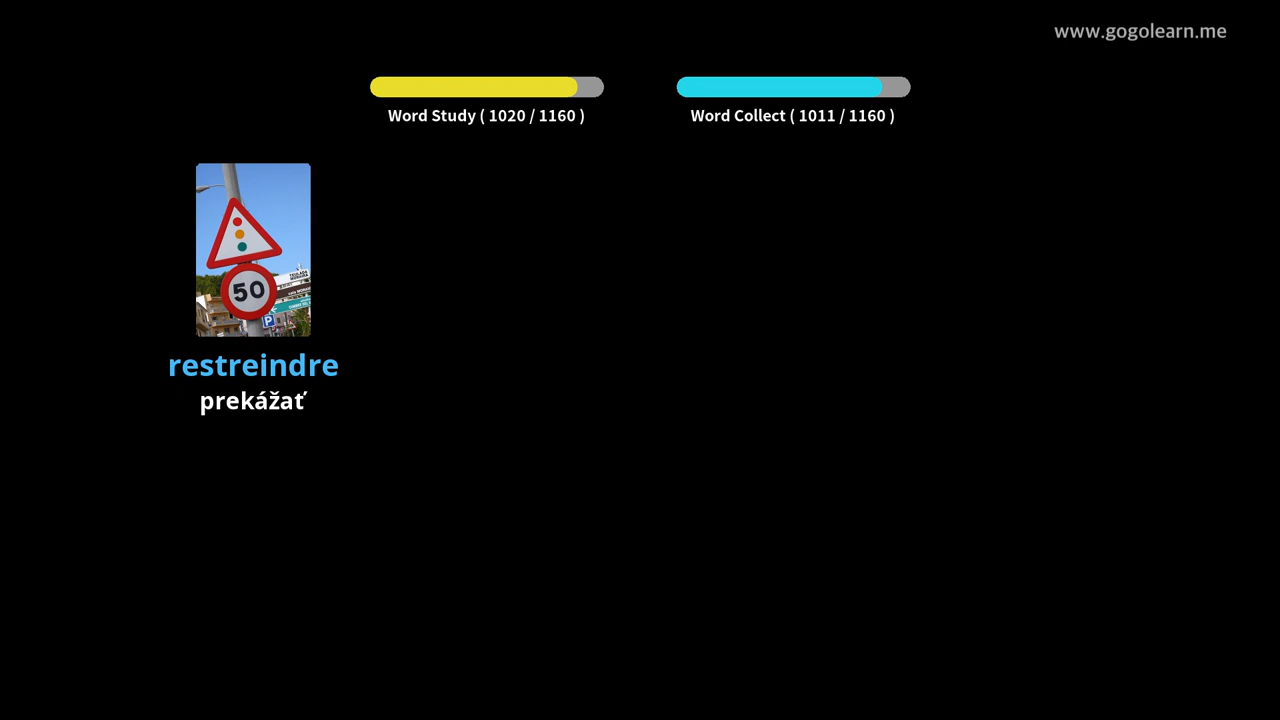 www.gogolearn.me
Word Study ( 1020 / 1160 )
Word Collect ( 1011 / 1160 )
50
P
restreindre
prekážať